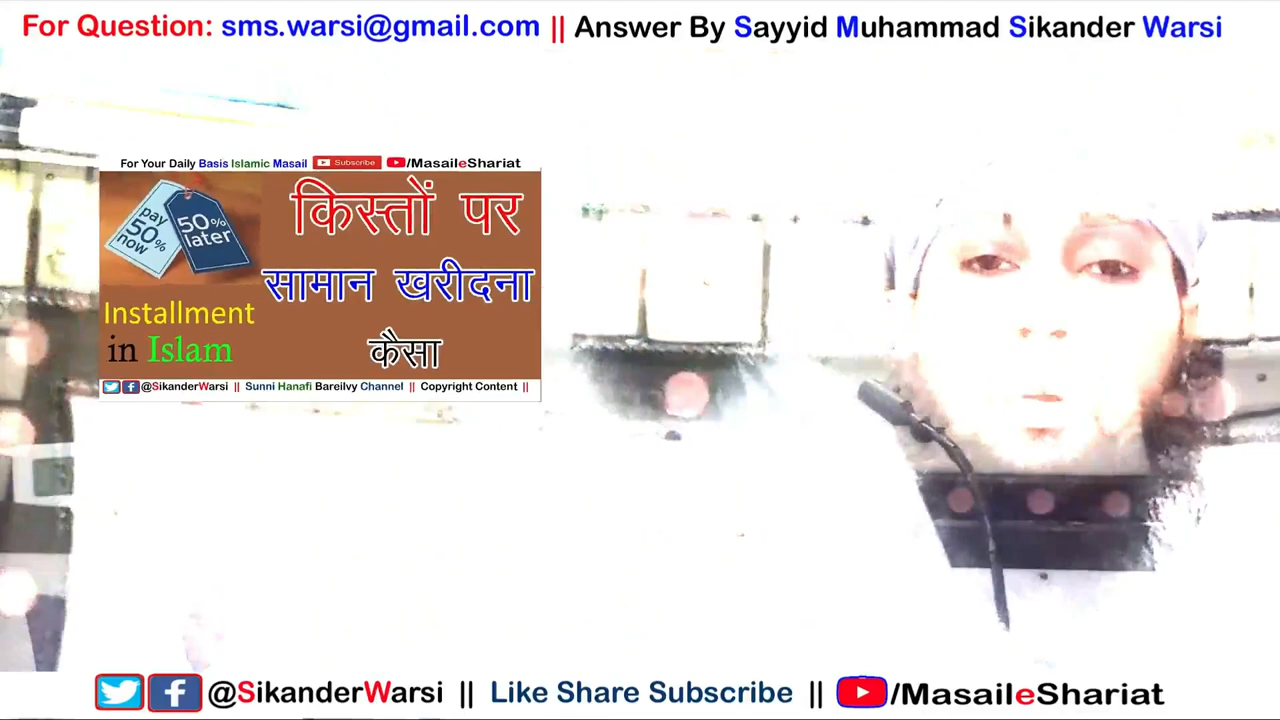 For Question: sms.warsi@gmail.com || Answer By Sayyid Muhammad Sikander Warsi
For Your Daily Basis Islamic Masail Subscribe /MasaileShariat
pay 50% now
50% later
किस्तों पर
सामान खरीदना
कैसा
Installment
in Islam
@SikanderWarsi || Sunni Hanafi Bareilvy Channel || Copyright Content ||
@SikanderWarsi || Like Share Subscribe || /MasaileShariat